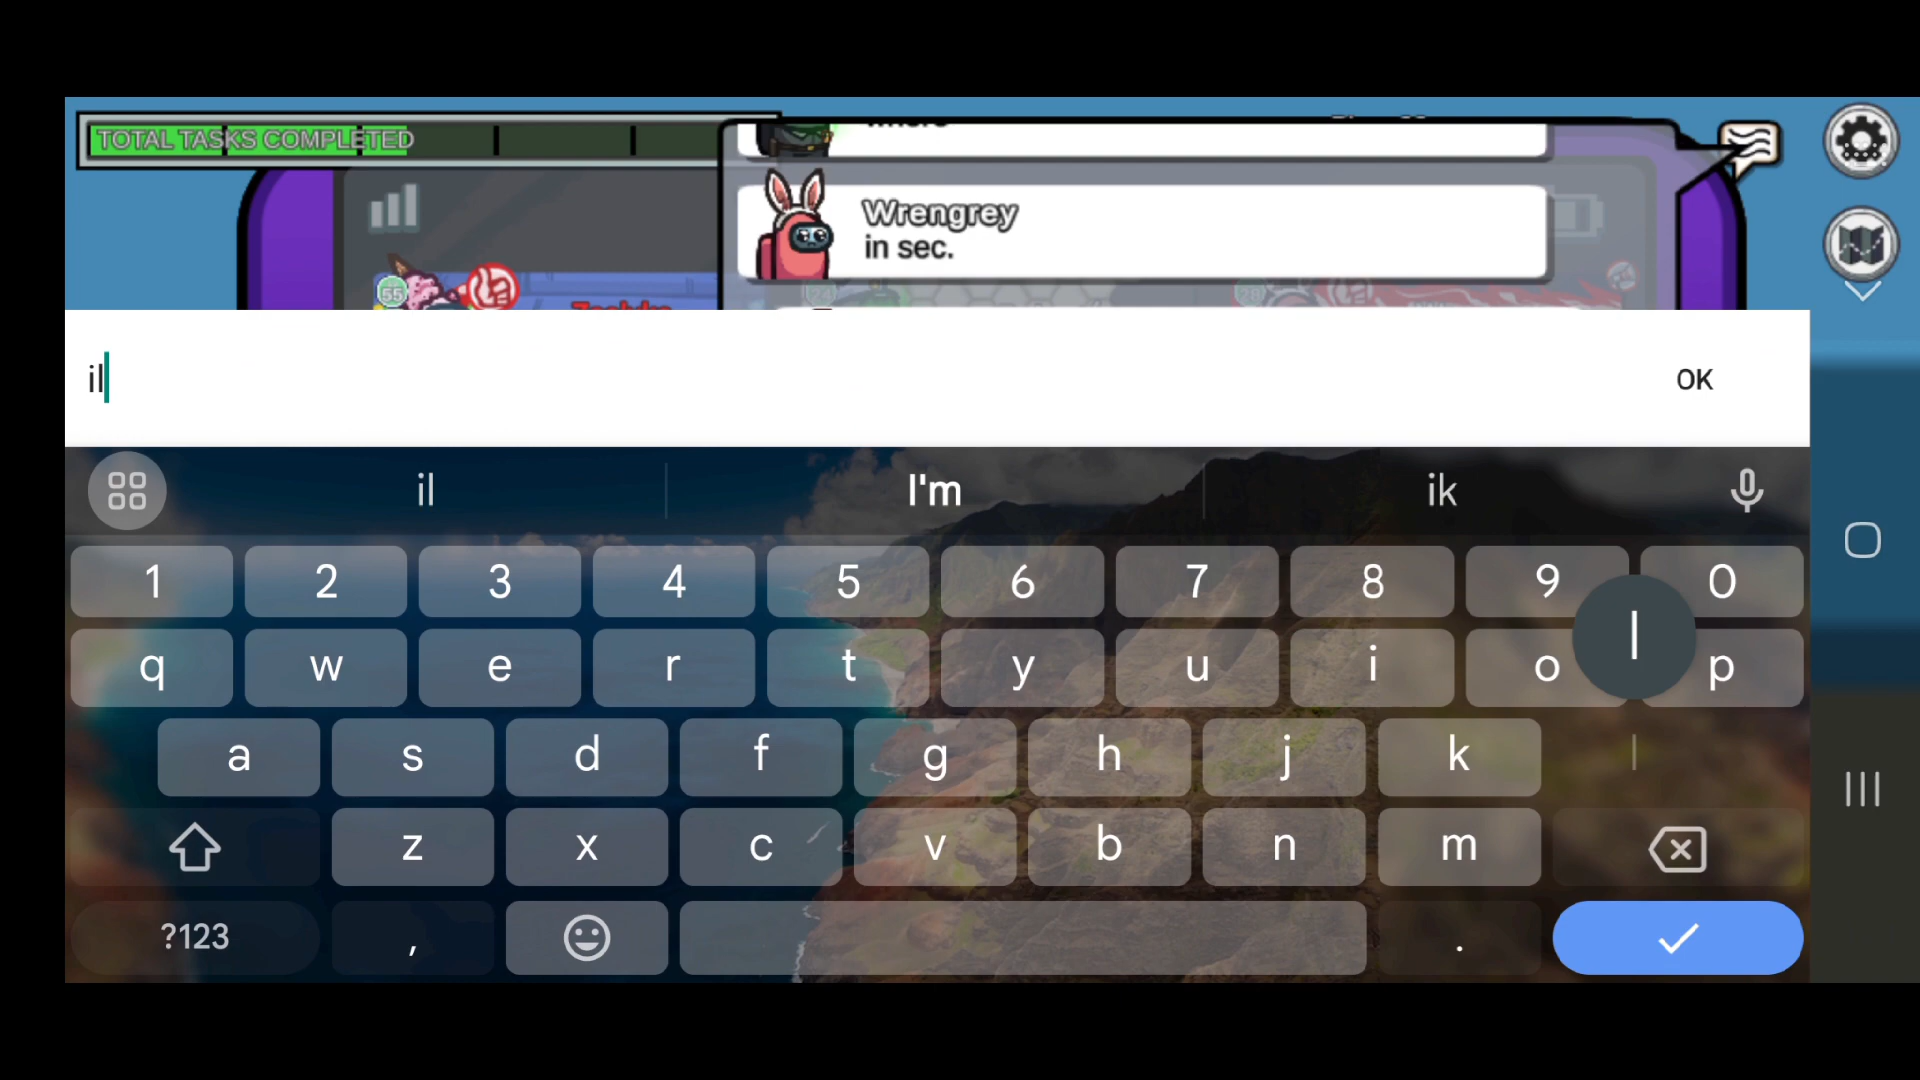 TOTAL TASKS COMPLETED
Wrengrey
in sec.
55
il
OK
il I'm ik
1 2 3 4 5 6 7 8 9 0
q w e r t y u i o l p
a s d f g h j k l
z x c v b n m
?123 , .